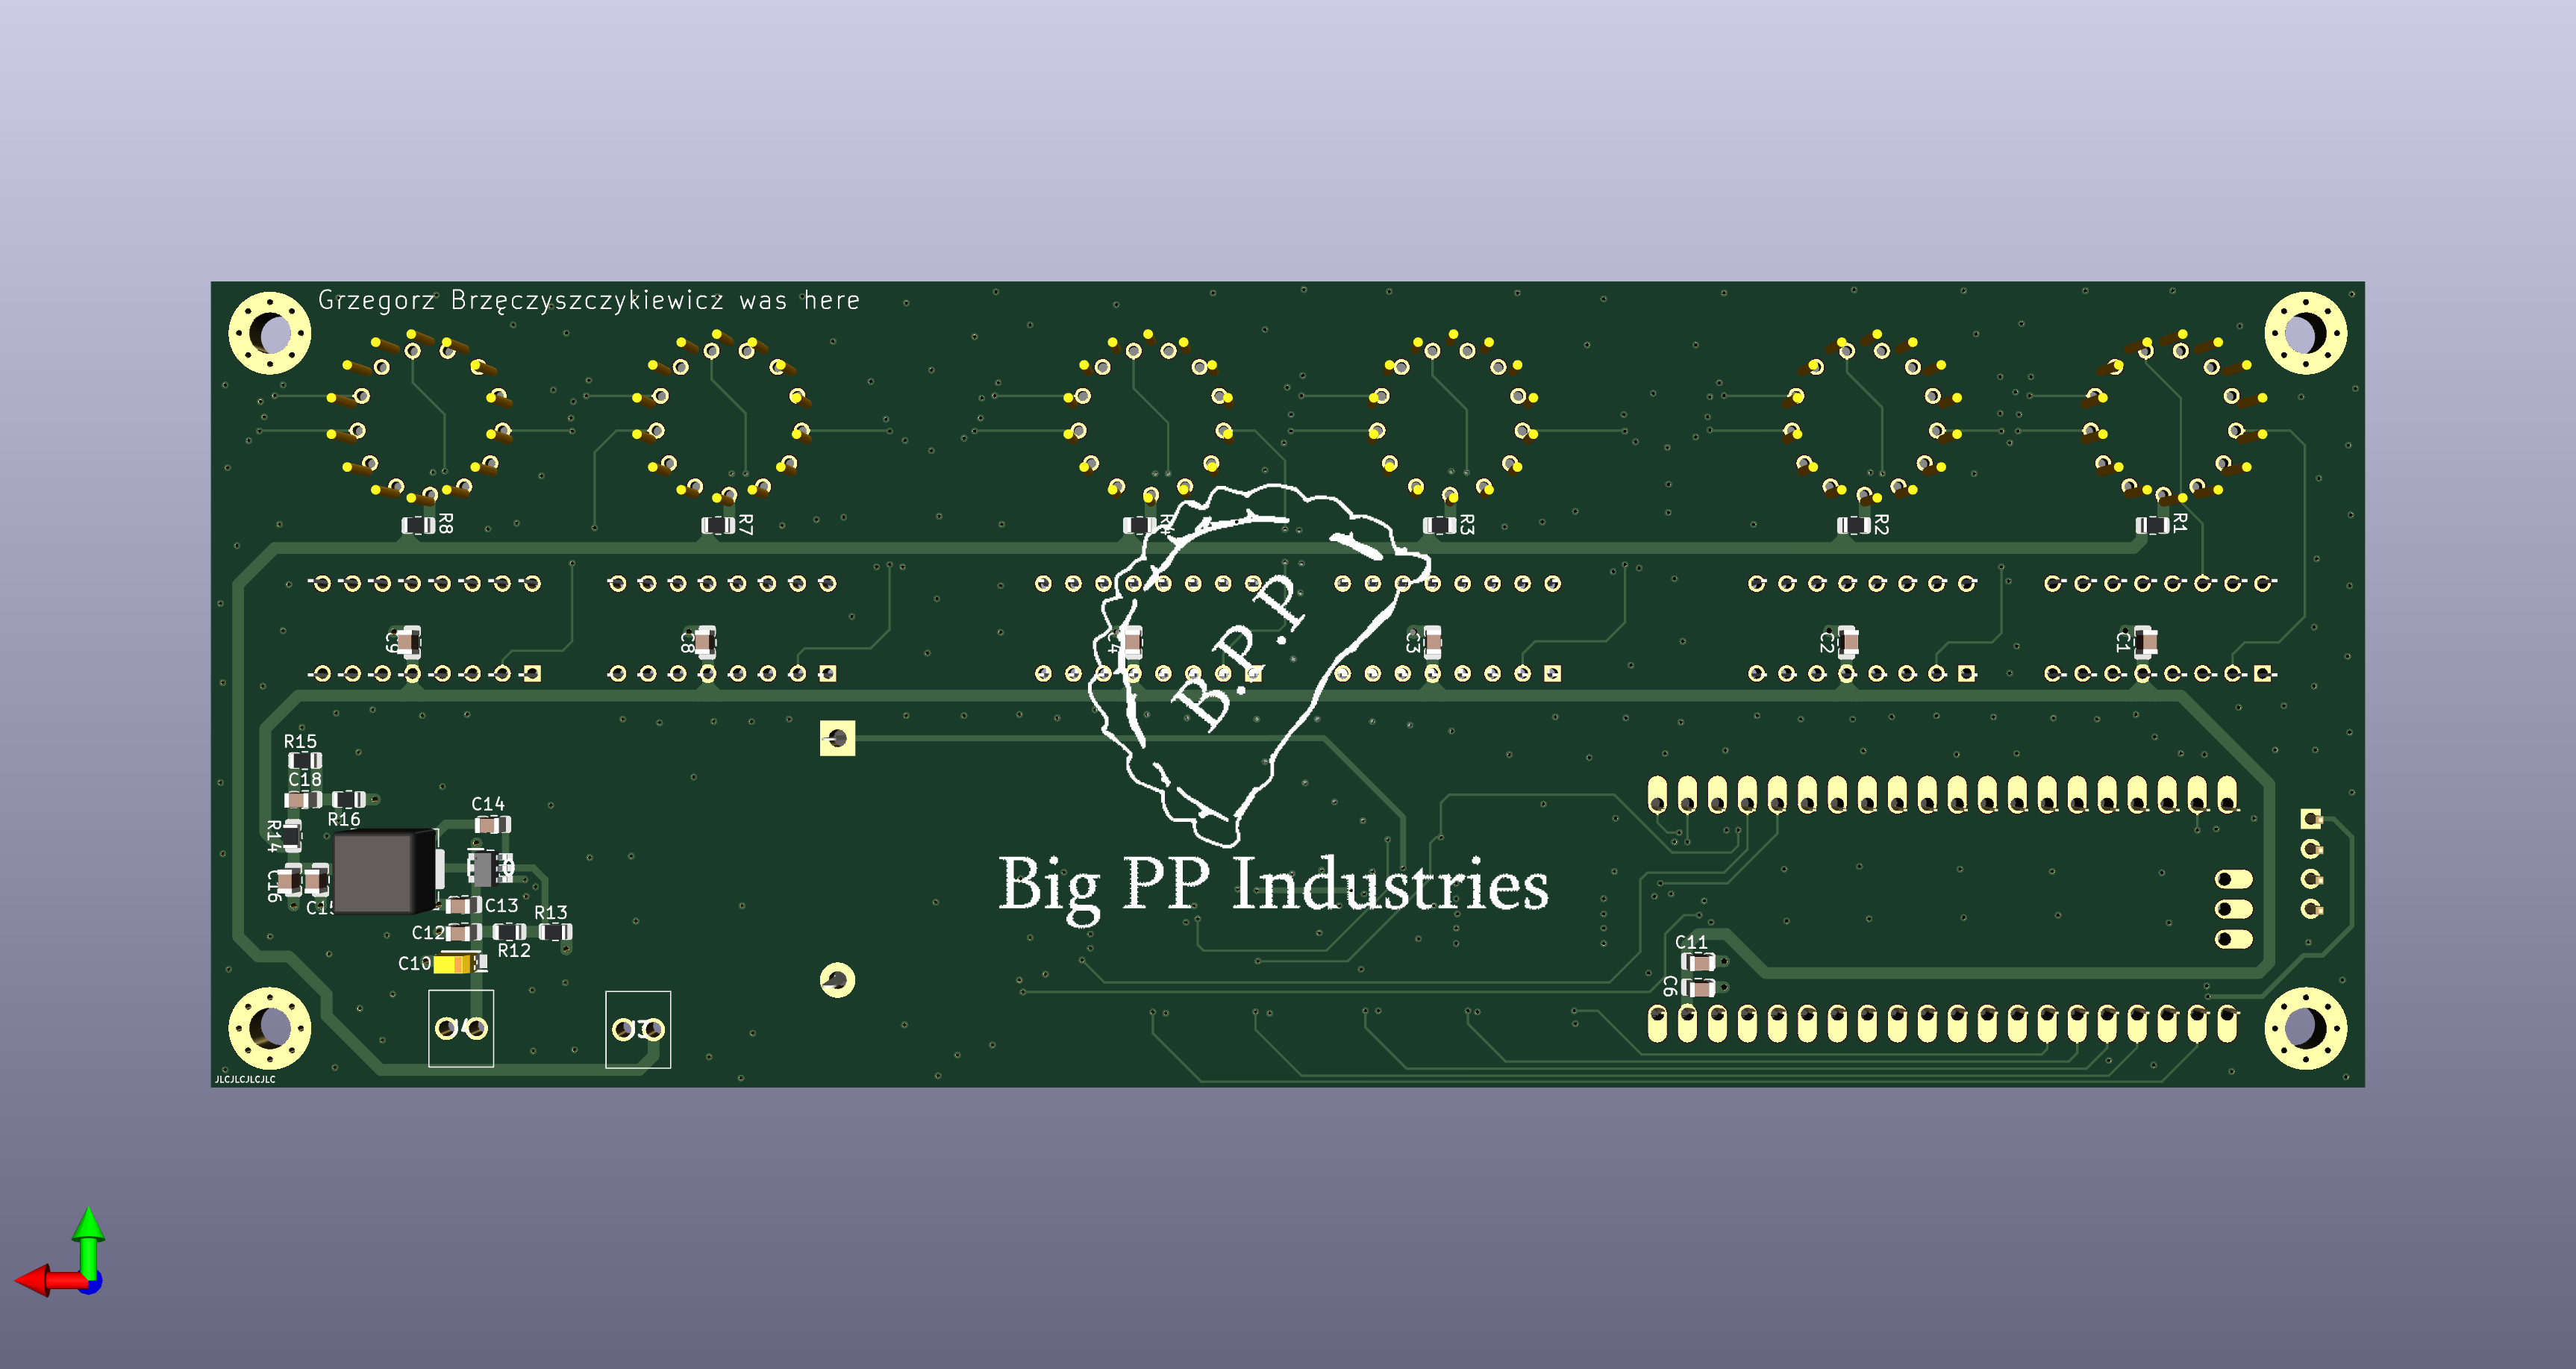 Grzegorz Brzęczyszczykiewicz was here
R8
R7
R3
R2
R1
C9
C8
C4
C3
C2
C1
B.P.P
R15
C18
R16
R14
C14
C16
C13
C12
R13
R12
C10
Big PP Industries
C11
C6
JLCJLCJLCJLC